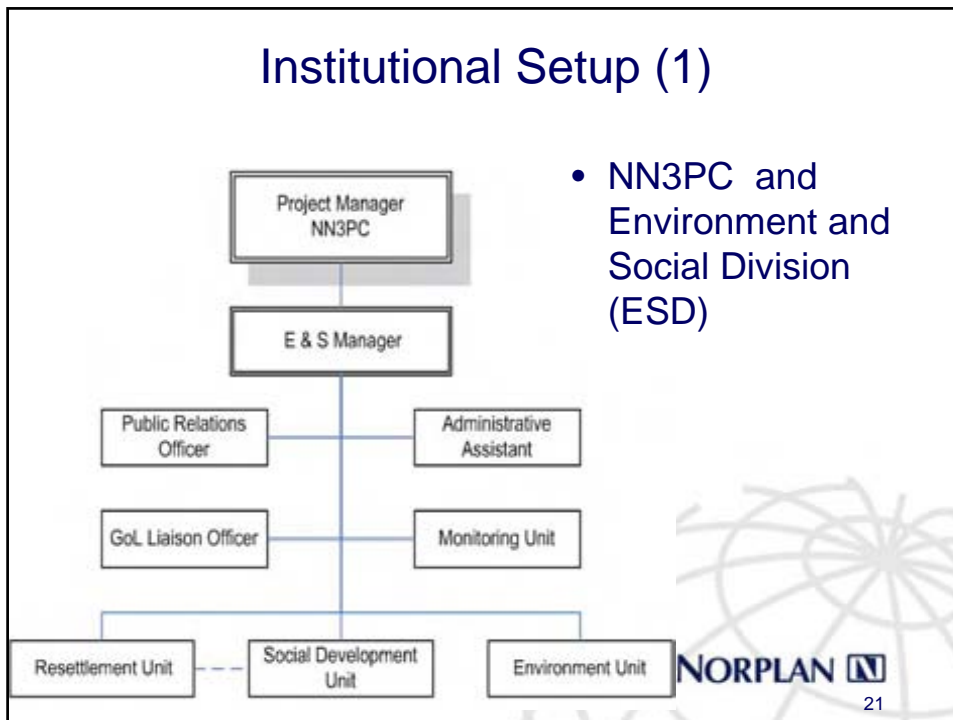 Institutional Setup (1)
Project Manager
NN3PC
E & S Manager
Public Relations
Officer
Administrative
Assistant
GoL Liaison Officer
Monitoring Unit
Resettlement Unit
Social Development
Unit
Environment Unit
• NN3PC and
Environment and
Social Division
(ESD)
NORPLAN N
21